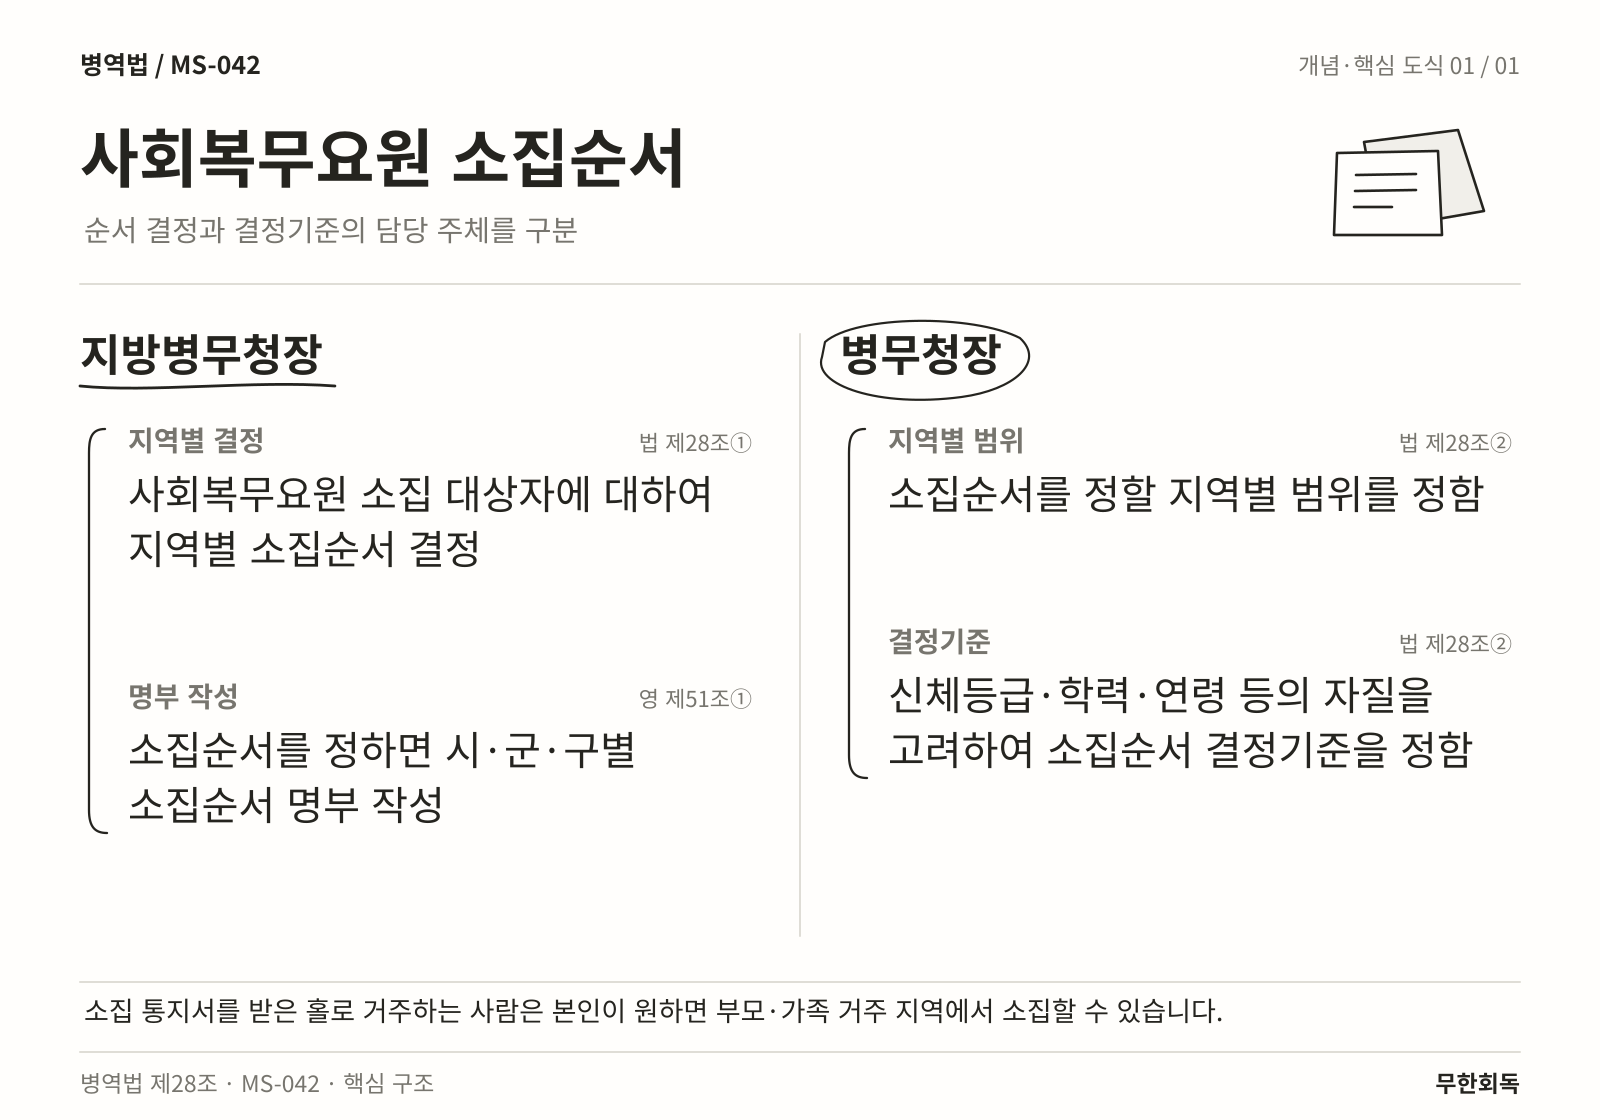 병역법 / MS-042
개념·핵심 도식 01 / 01
사회복무요원 소집순서
순서 결정과 결정기준의 담당 주체를 구분
지방병무청장
지역별 결정
법 제28조①
사회복무요원 소집 대상자에 대하여
지역별 소집순서 결정
명부 작성
영 제51조①
소집순서를 정하면 시·군·구별
소집순서 명부 작성
병무청장
지역별 범위
법 제28조②
소집순서를 정할 지역별 범위를 정함
결정기준
법 제28조②
신체등급·학력·연령 등의 자질을
고려하여 소집순서 결정기준을 정함
소집 통지서를 받은 홀로 거주하는 사람은 본인이 원하면 부모·가족 거주 지역에서 소집할 수 있습니다.
병역법 제28조 · MS-042 · 핵심 구조
무한회독